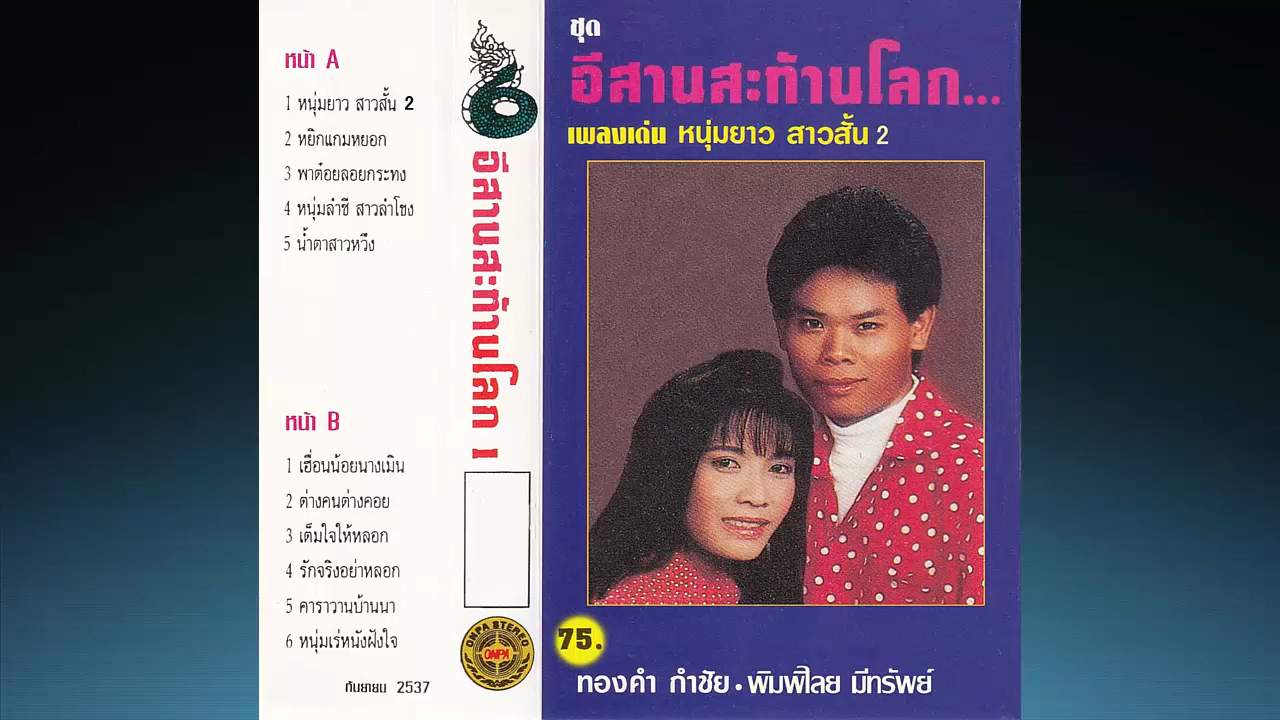 หน้า A
1 หนุ่มยาว สาวสั้น 2
2 หยิกแกมหยอก
3 พาต๋อยลอยกระทง
4 หนุ่มลำชี สาวลำโขง
5 น้ำตาสาวหวึง
หน้า B
1 เฮื่อนน้อยนางเมิน
2 ต่างคนต่างคอย
3 เต็มใจให้หลอก
4 รักจริงอย่าหลอก
5 คาราวานบ้านนา
6 หนุ่มเร่หนังฝังใจ
กันยายน 2537
อีสานสะท้านโลก 1
ONPA STEREO
ONPA
ชุด
อีสานสะท้านโลก...
เพลงเด่น หนุ่มยาว สาวสั้น 2
75.
ทองคำ กำชัย • พิมพิไลย มีทรัพย์